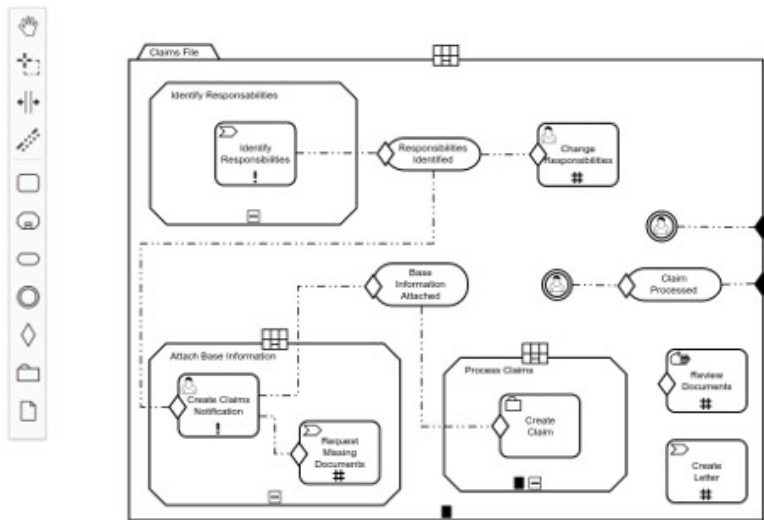 Claims File
Identify Responsabilities
Identify
Responsibilities
!
Responsibilities
Identified
Change
Responsibilities
#
Base
Information
Attached
Claim
Processed
Attach Base Information
Create Claims
Notification
!
Request
Missing
Documents
#
Process Claims
Create
Claim
Review
Documents
#
Create
Letter
#